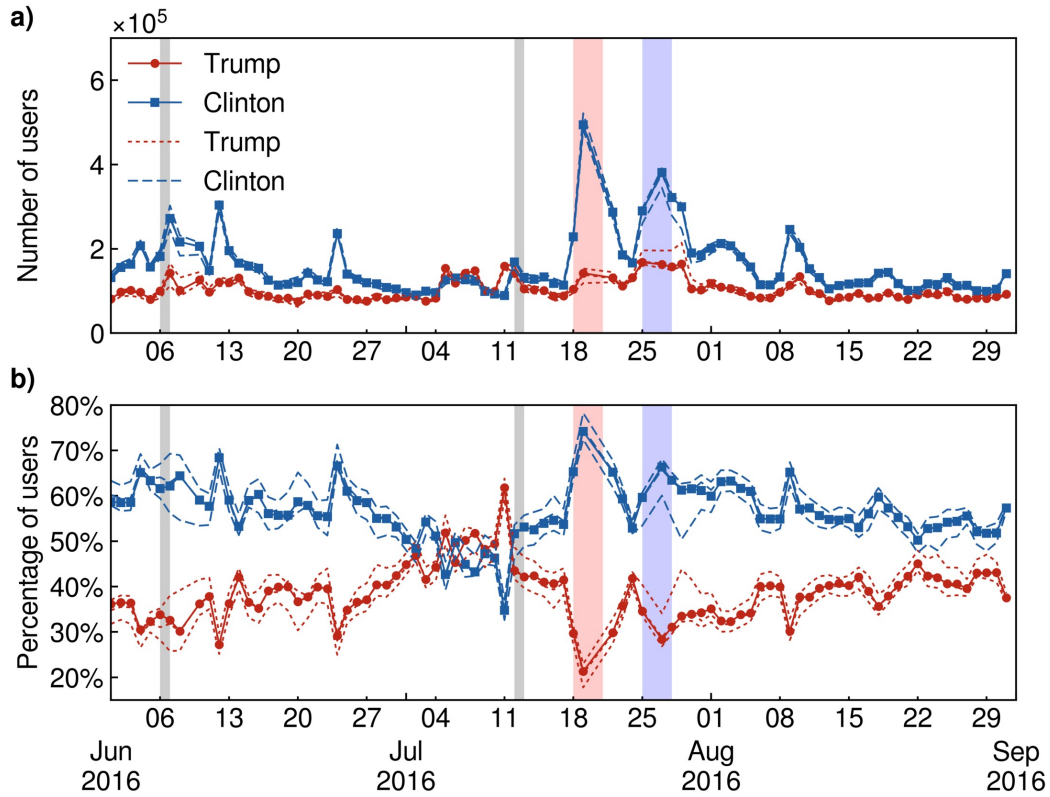 a)
×10⁵
Number of users
6
4
2
0
Trump
Clinton
Trump
Clinton
06 13 20 27 04 11 18 25 01 08 15 22 29
b)
Percentage of users
80%
70%
60%
50%
40%
30%
20%
06 13 20 27 04 11 18 25 01 08 15 22 29
Jun Jul Aug Sep
2016 2016 2016 2016